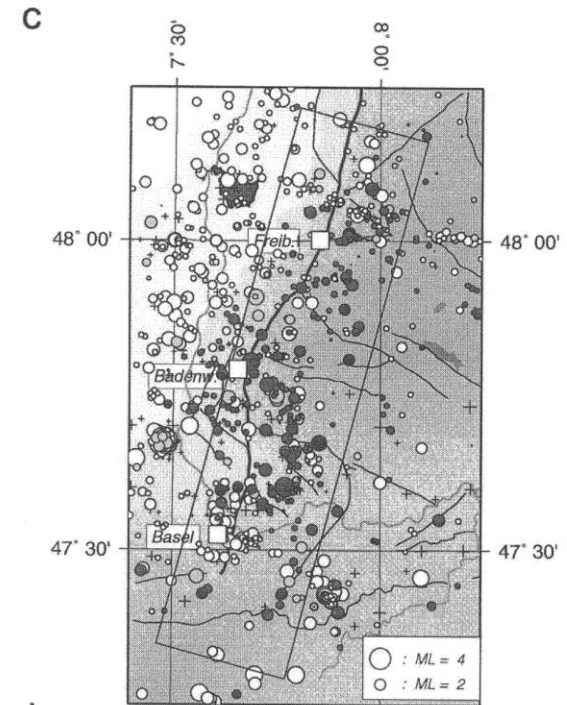 C
7° 30'
8° 00'
48° 00'
Freib.
48° 00'
Badenw.
Basel
47° 30'
47° 30'
: ML = 4
: ML = 2